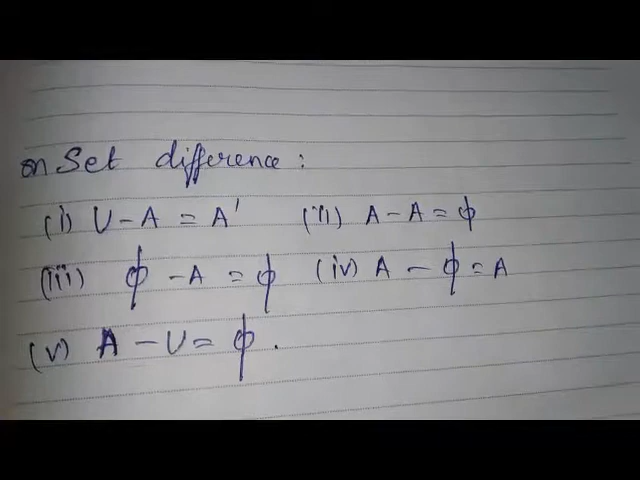 on Set difference :
(i) U - A = A' (ii) A - A = ϕ
(iii) ϕ - A = ϕ (iv) A - ϕ = A
(v) A - U = ϕ .